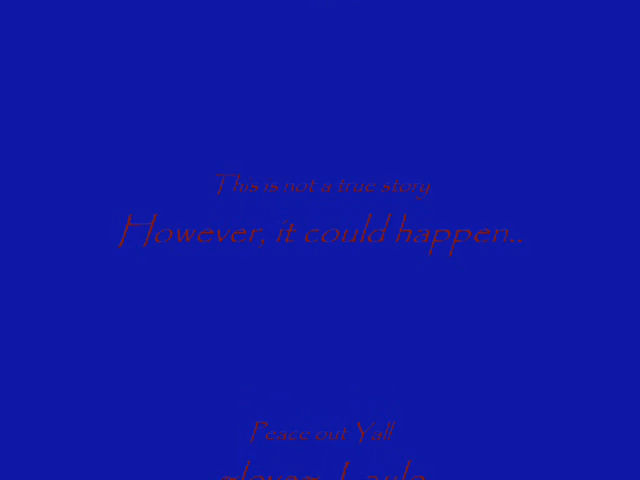 This is not a true story
However, it could happen..
Peace out Yall